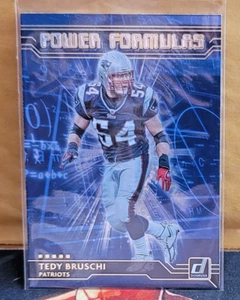 POWER FORMULAS
54
TEDY BRUSCHI
PATRIOTS